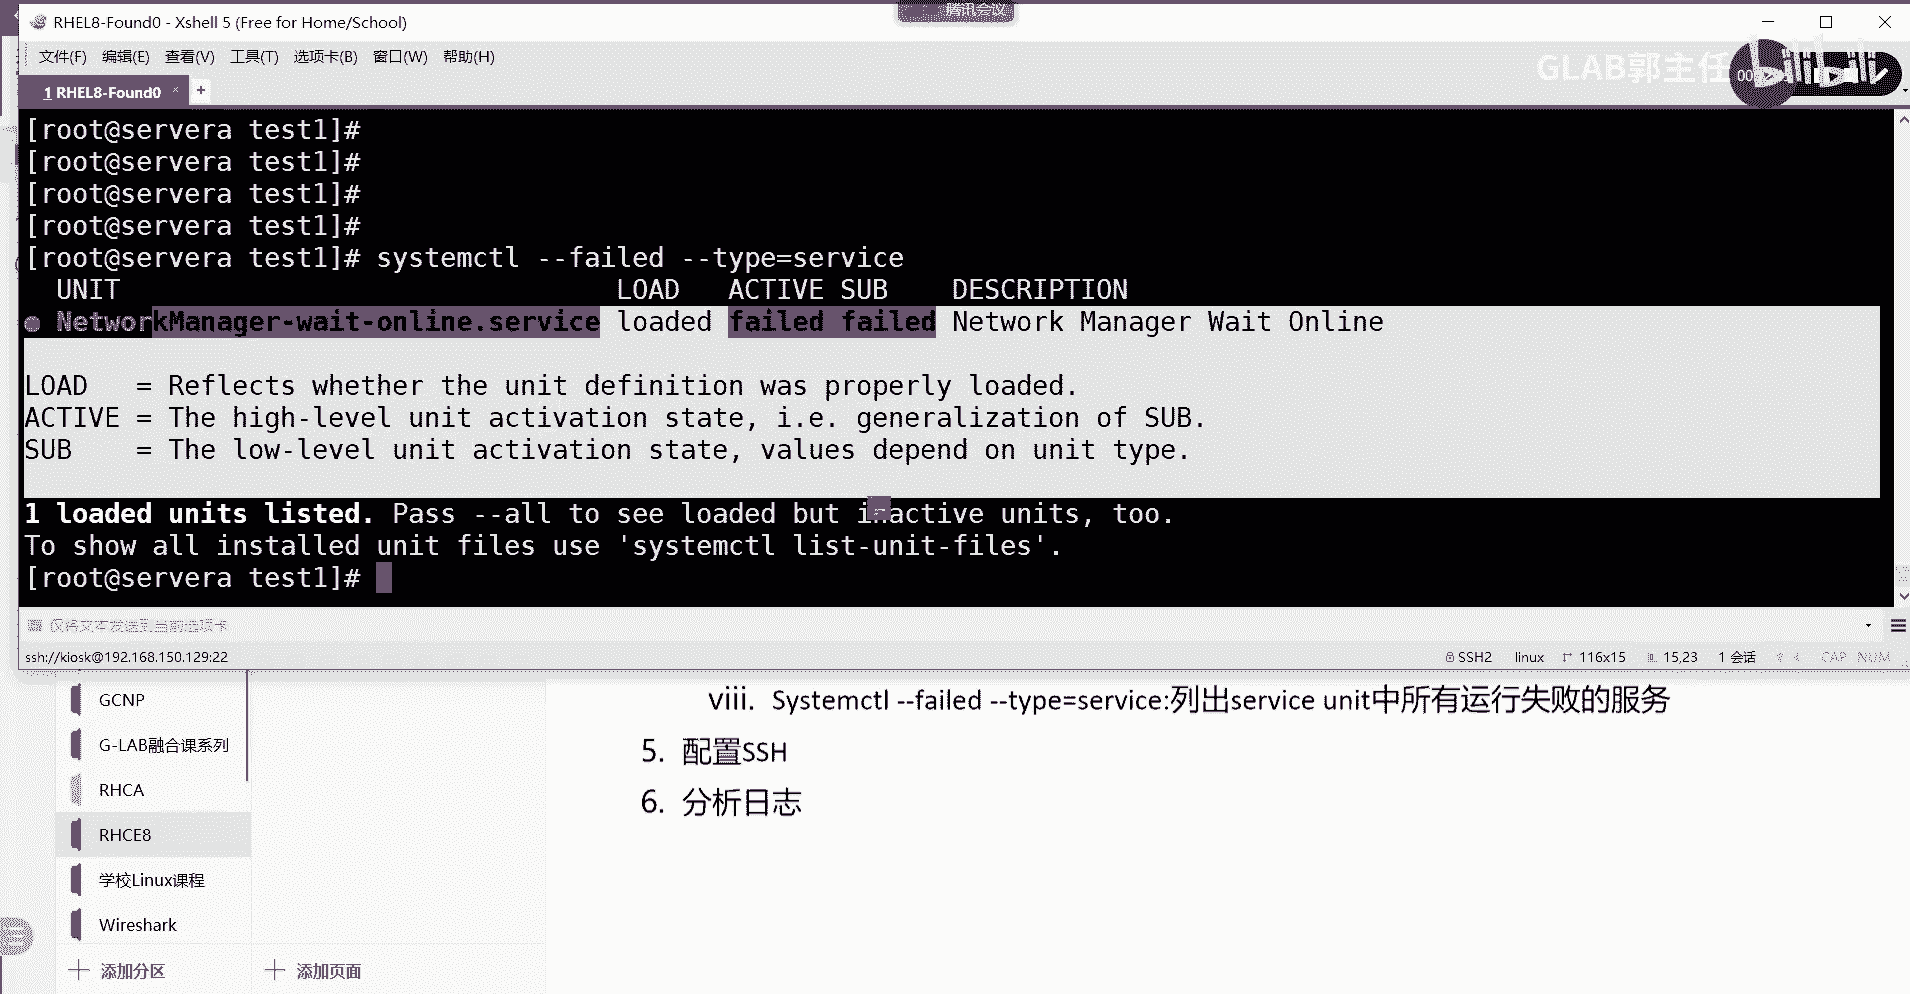 腾讯会议
RHEL8-Found0 - Xshell 5 (Free for Home/School)
文件(F) 编辑(E) 查看(V) 工具(T) 选项卡(B) 窗口(W) 帮助(H)
GLAB郭主任
bilibili
00
1 RHEL8-Found0 × +
[root@servera test1]#
[root@servera test1]#
[root@servera test1]#
[root@servera test1]#
[root@servera test1]# systemctl --failed --type=service
UNIT LOAD ACTIVE SUB DESCRIPTION
● NetworkManager-wait-online.service loaded failed failed Network Manager Wait Online
LOAD = Reflects whether the unit definition was properly loaded.
ACTIVE = The high-level unit activation state, i.e. generalization of SUB.
SUB = The low-level unit activation state, values depend on unit type.
1 loaded units listed. Pass --all to see loaded but inactive units, too.
To show all installed unit files use 'systemctl list-unit-files'.
[root@servera test1]#
仅将文本发送到当前选项卡
ssh://kiosk@192.168.150.129:22 SSH2 linux 116x15 15,23 1 会话 CAP NUM
GCNP
G-LAB融合课系列
RHCA
RHCE8
学校Linux课程
Wireshark
添加分区
添加页面
viii. Systemctl --failed --type=service:列出service unit中所有运行失败的服务
5. 配置SSH
6. 分析日志